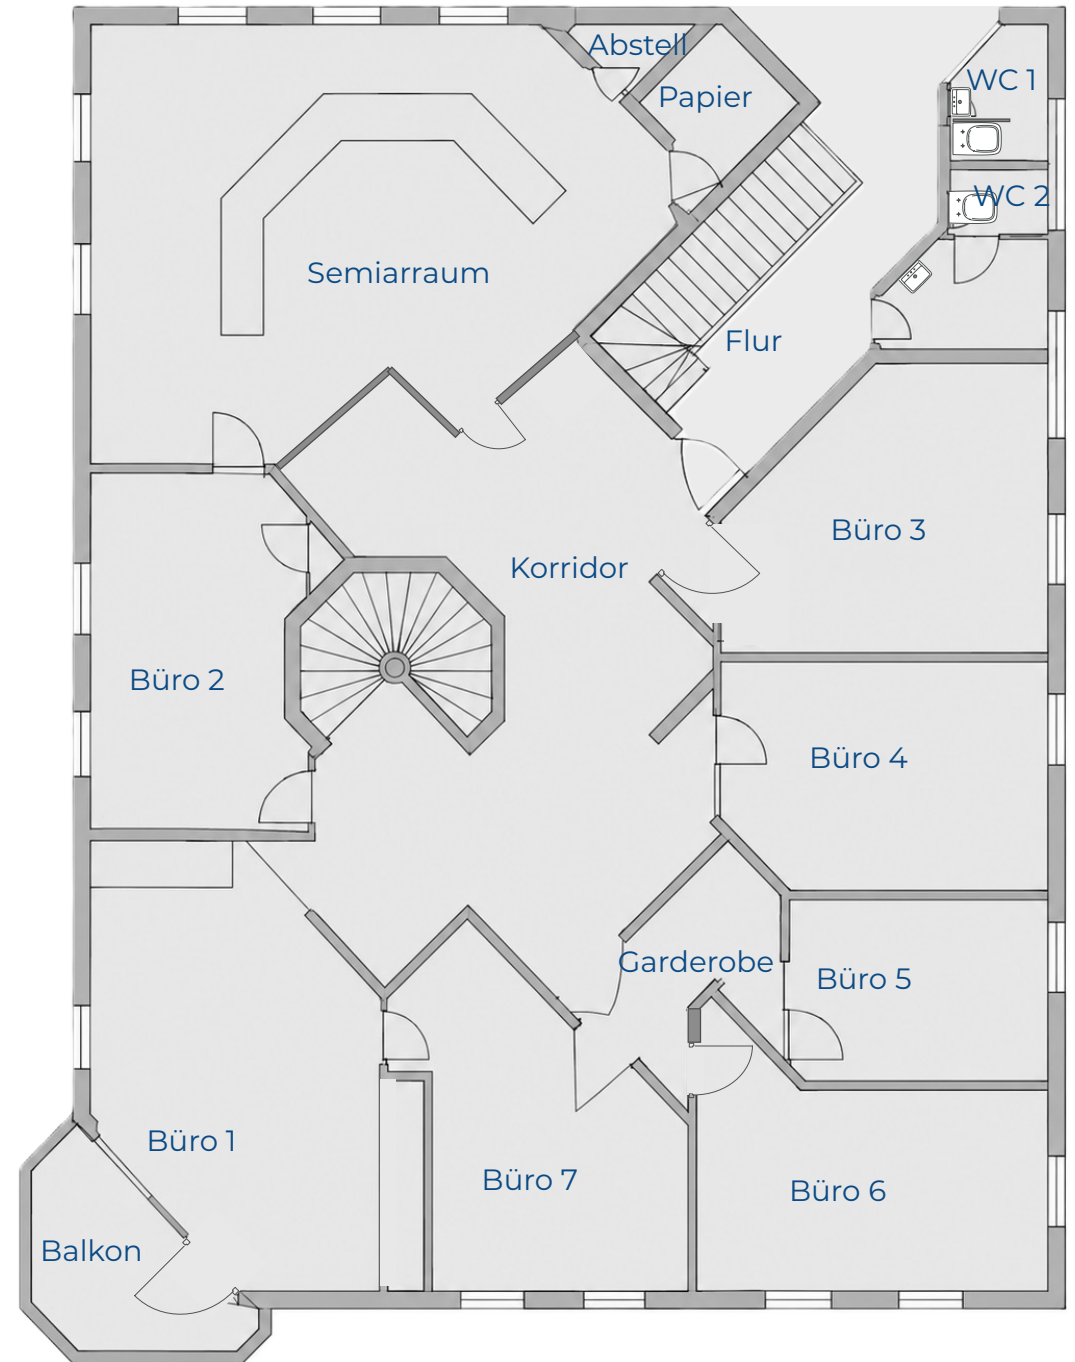 Abstell
WC 1
Papier
WC 2
Semiarraum
Flur
Büro 3
Korridor
Büro 2
Büro 4
Garderobe
Büro 5
Büro 1
Büro 7
Büro 6
Balkon